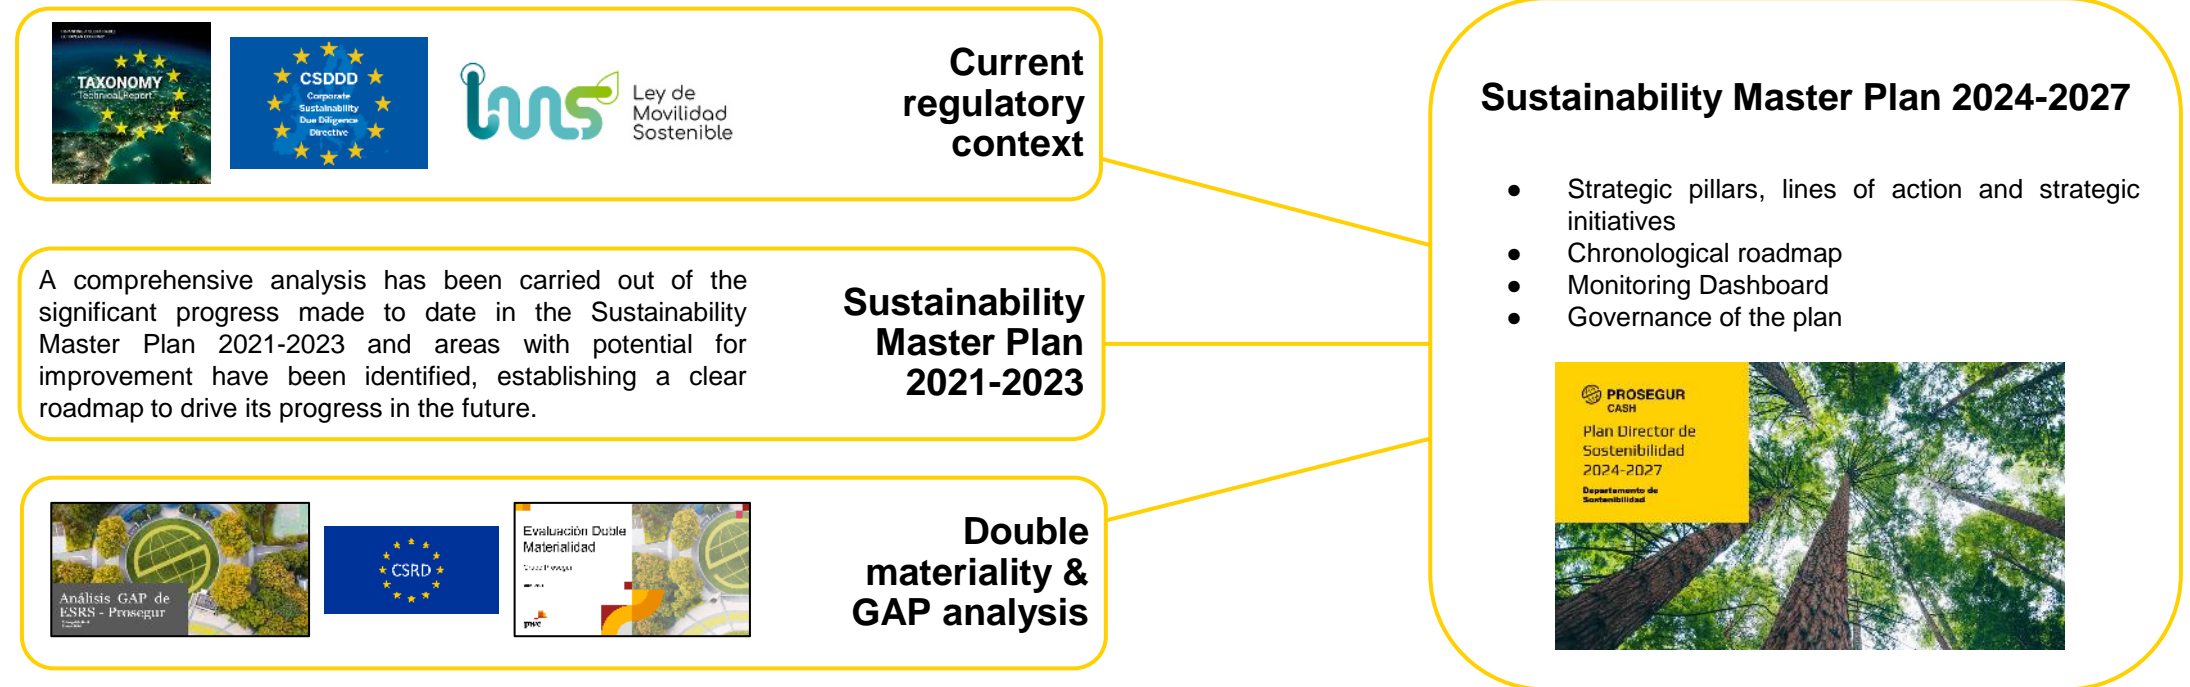 TAXONOMY
Technical Report
CSDDD
Corporate
Sustainability
Due Diligence
Directive
lms
Ley de
Movilidad
Sostenible
Current
regulatory
context
A comprehensive analysis has been carried out of the
significant progress made to date in the Sustainability
Master Plan 2021-2023 and areas with potential for
improvement have been identified, establishing a clear
roadmap to drive its progress in the future.
Sustainability
Master Plan
2021-2023
Análisis GAP de
ESRS - Prosegur
CSRD
Evaluación Doble
Materialidad
Grupo Prosegur
pwc
Double
materiality &
GAP analysis
Sustainability Master Plan 2024-2027
● Strategic pillars, lines of action and strategic
initiatives
● Chronological roadmap
● Monitoring Dashboard
● Governance of the plan
PROSEGUR
CASH
Plan Director de
Sostenibilidad
2024-2027
Departamento de
Sostenibilidad